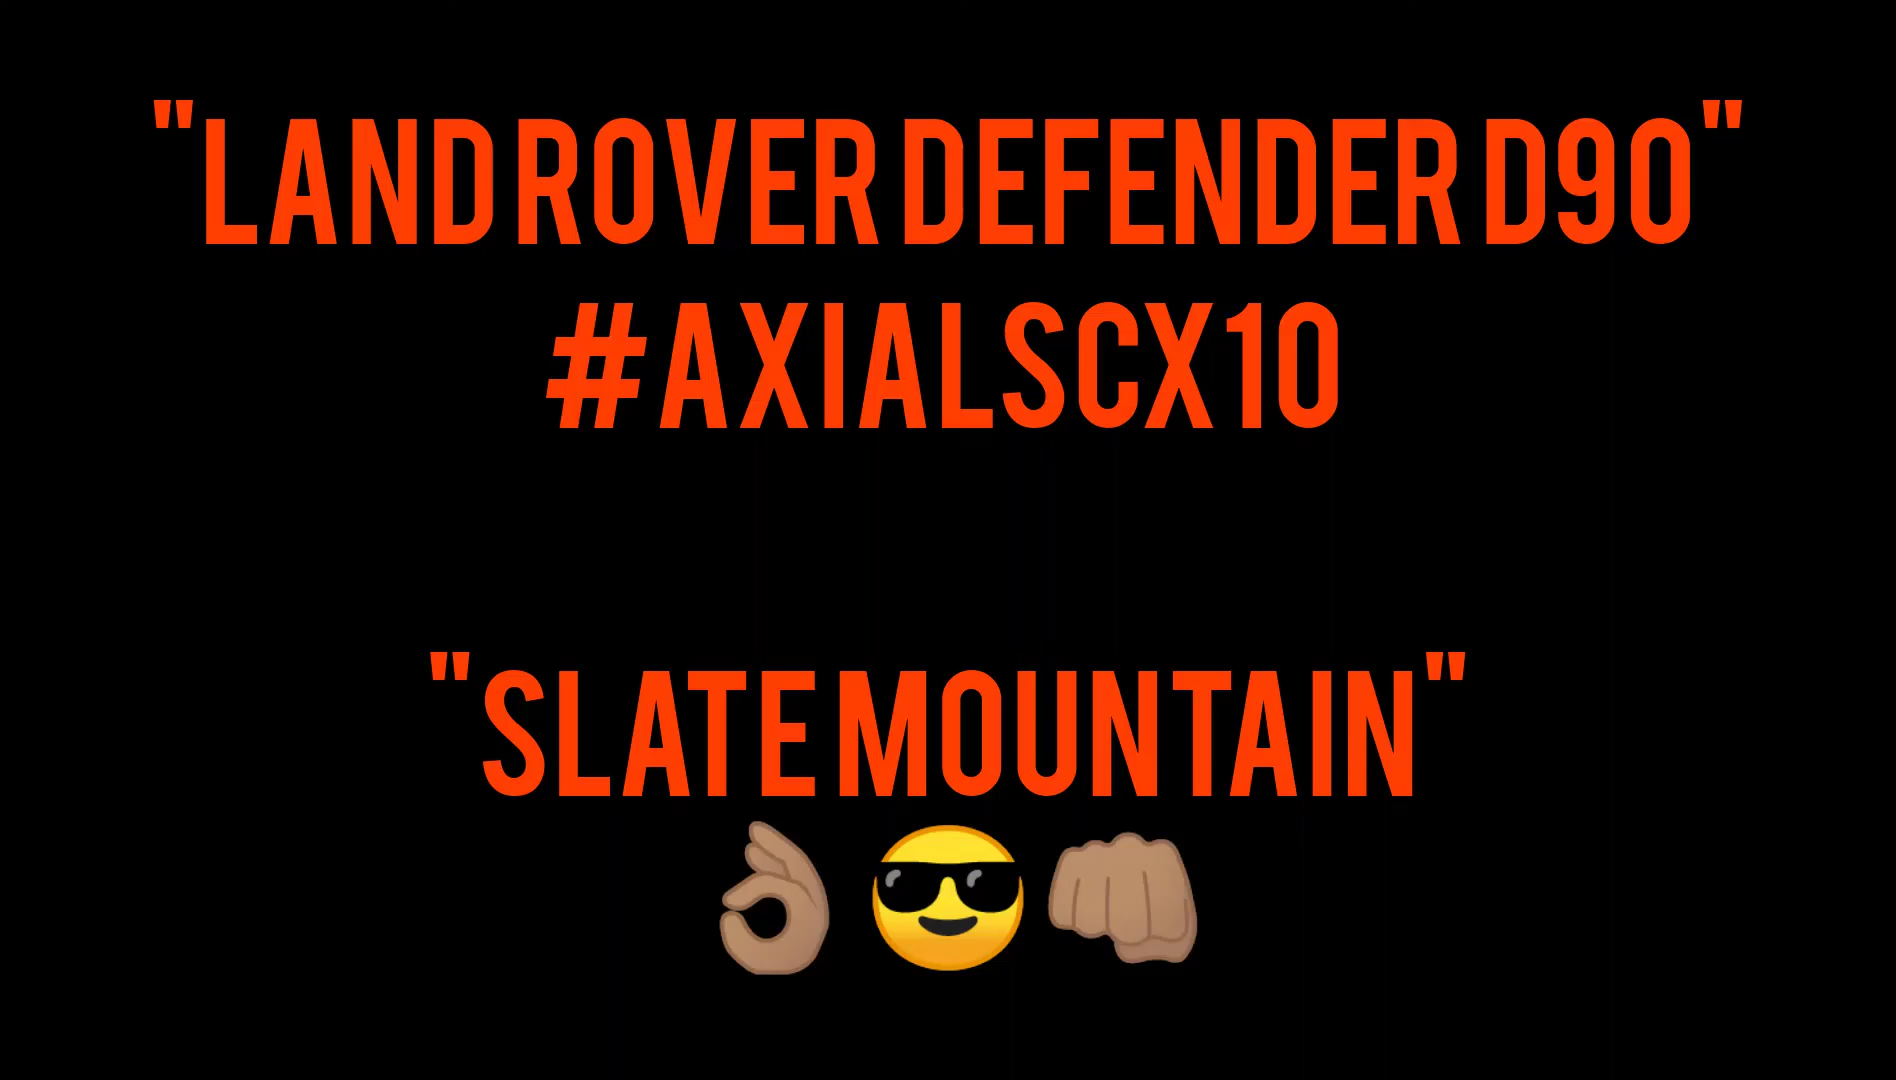 "LAND ROVER DEFENDER D90"
#AXIALSCX10
"SLATE MOUNTAIN"
👌🏽😎👊🏽